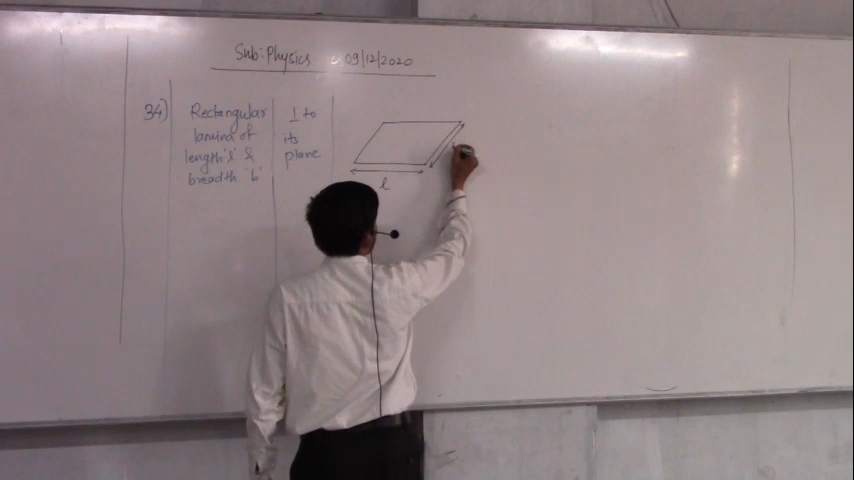 Sub: Physics 09/12/2020
34) Rectangular lamina of length 'l' & breadth 'b'
⊥ to its plane
l